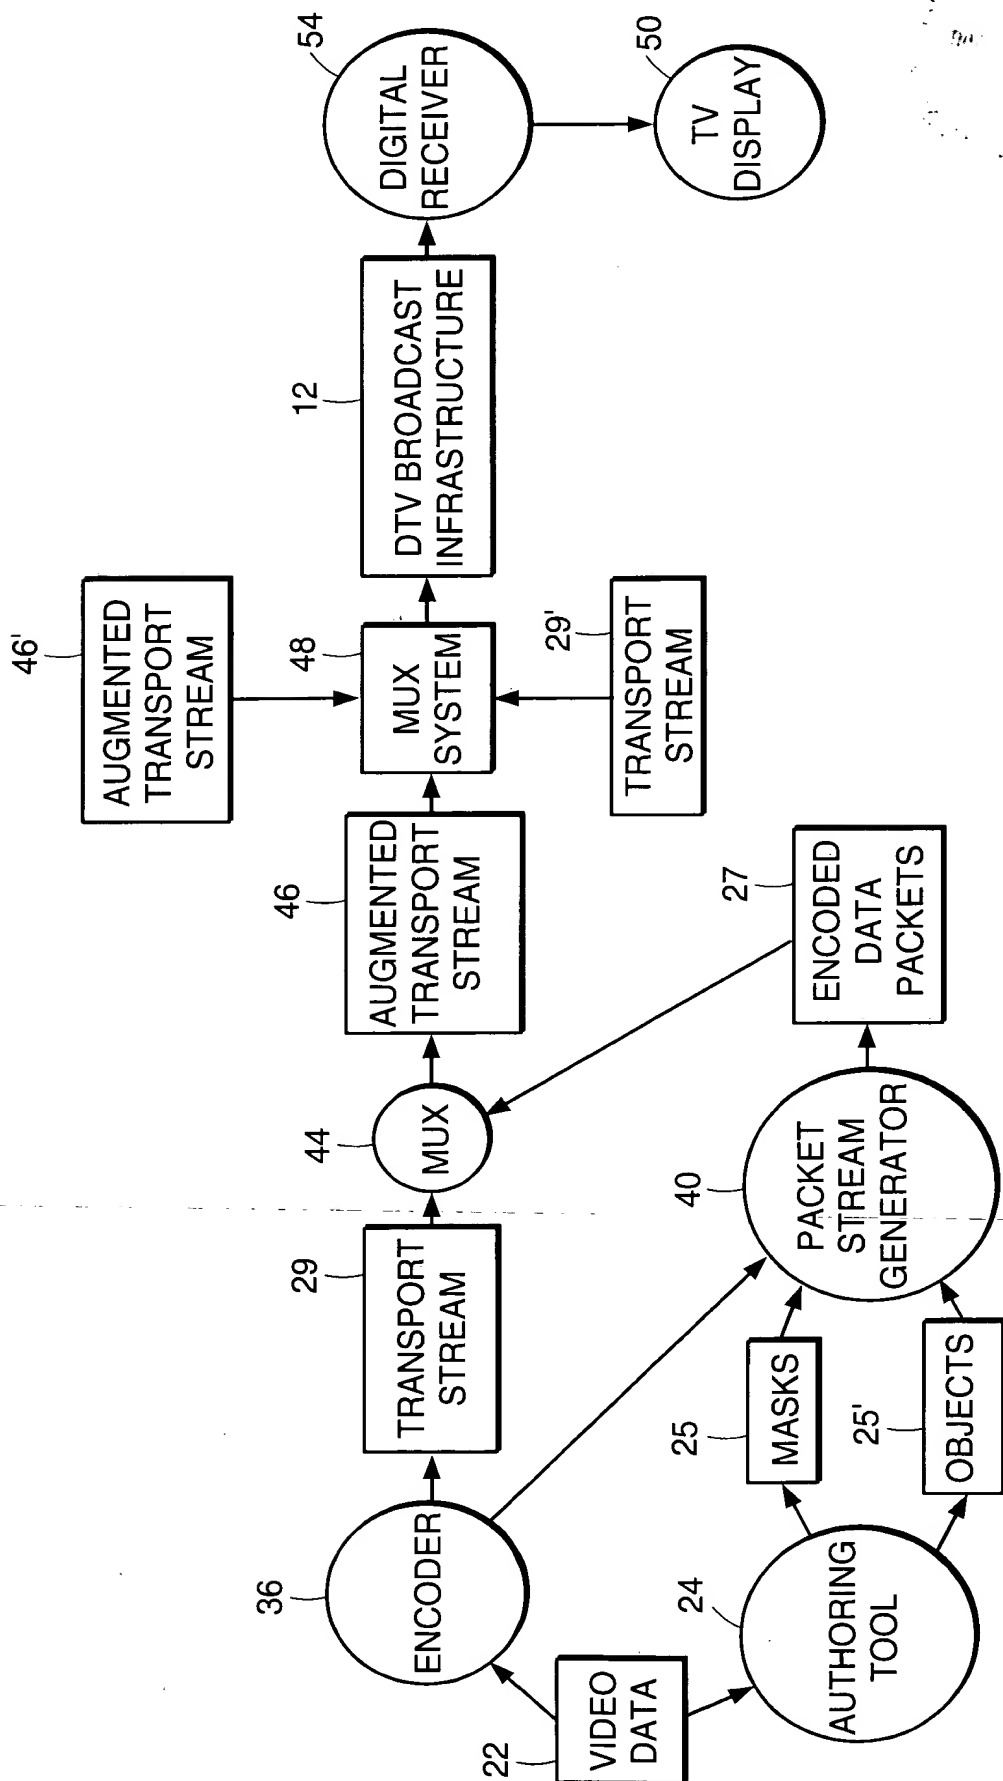 22
VIDEO
DATA
36
ENCODER
24
AUTHORING
TOOL
29
TRANSPORT
STREAM
25
MASKS
25'
OBJECTS
44
MUX
40
PACKET
STREAM
GENERATOR
46
AUGMENTED
TRANSPORT
STREAM
27
ENCODED
DATA
PACKETS
46'
AUGMENTED
TRANSPORT
STREAM
48
MUX
SYSTEM
29'
TRANSPORT
STREAM
12
DTV BROADCAST
INFRASTRUCTURE
54
DIGITAL
RECEIVER
50
TV
DISPLAY